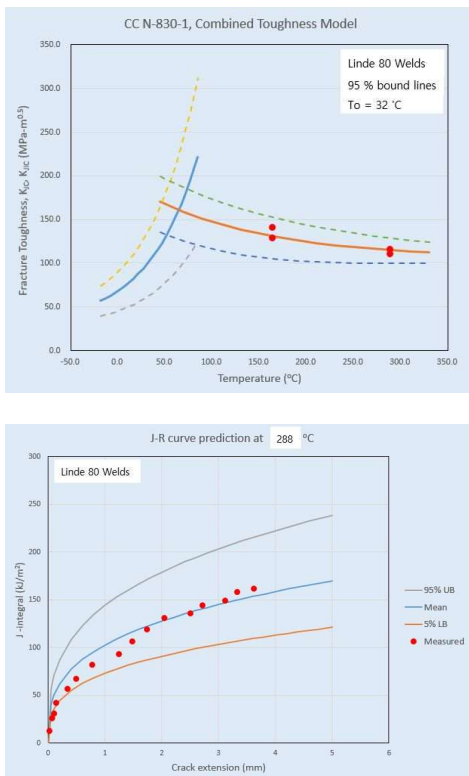 CC N-830-1, Combined Toughness Model
350.0
300.0
250.0
200.0
150.0
100.0
50.0
0.0
Fracture Toughness, KJc, KJIC (MPa-m0.5)
Linde 80 Welds
95 % bound lines
To = 32 ˚C
-50.0 0.0 50.0 100.0 150.0 200.0 250.0 300.0 350.0
Temperature (°C)
J-R curve prediction at 288 °C
300
250
200
150
100
50
0
J -Integral (kJ/m²)
Linde 80 Welds
95% UB
Mean
5% LB
Measured
0 1 2 3 4 5 6
Crack extension (mm)